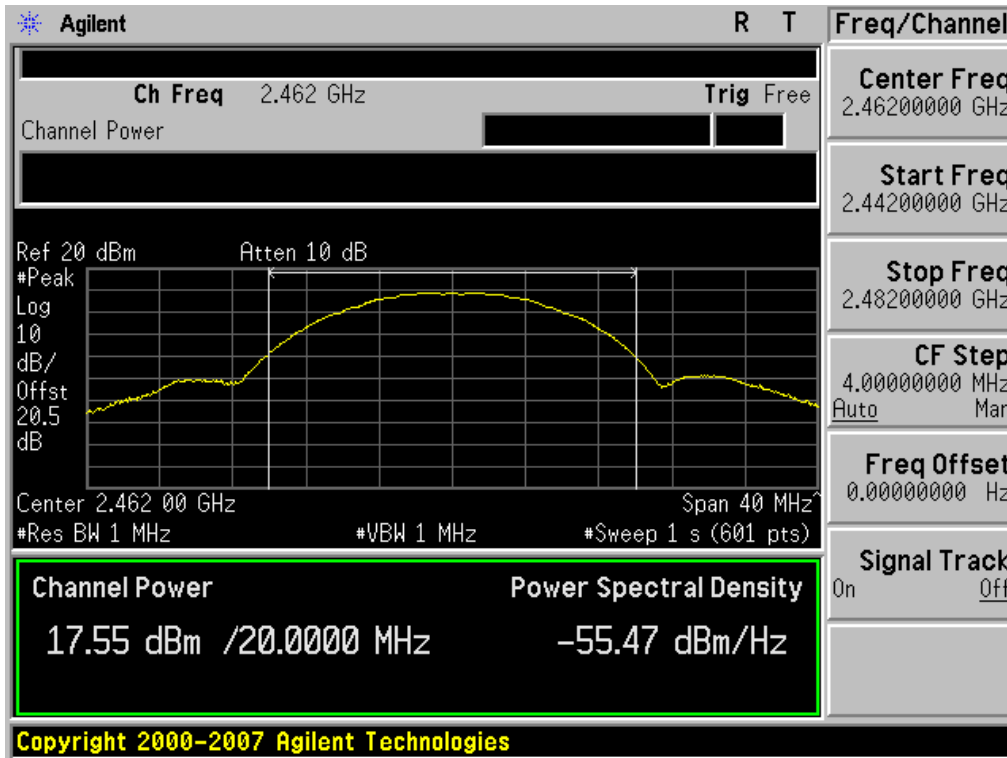 Agilent R T
Ch Freq 2.462 GHz Trig Free
Channel Power
Ref 20 dBm Atten 10 dB
#Peak
Log
10
dB/
Offst
20.5
dB
Center 2.462 00 GHz Span 40 MHz^
#Res BW 1 MHz #VBW 1 MHz #Sweep 1 s (601 pts)
Channel Power Power Spectral Density
17.55 dBm /20.0000 MHz -55.47 dBm/Hz
Copyright 2000-2007 Agilent Technologies
Freq/Channel
Center Freq
2.46200000 GHz
Start Freq
2.44200000 GHz
Stop Freq
2.48200000 GHz
CF Step
4.00000000 MHz
Auto Man
Freq Offset
0.00000000 Hz
Signal Track
On Off